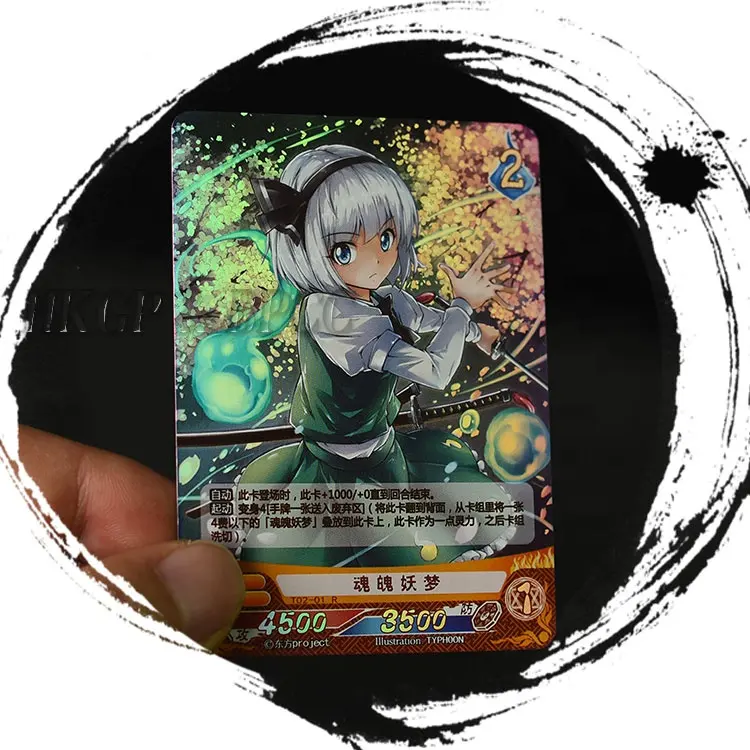 2
HKGP
自动 此卡登场时，此卡+1000/+0直到回合结束。
起动 变身4[手牌一张送入废弃区]（将此卡翻到背面，从卡组里将一张
4费以下的「魂魄妖梦」叠放到此卡上，此卡作为一点灵力，之后卡组
洗切）。
魂魄妖梦
T02-01 R
攻 4500 3500 防
©东方project Illustration TYPHOON